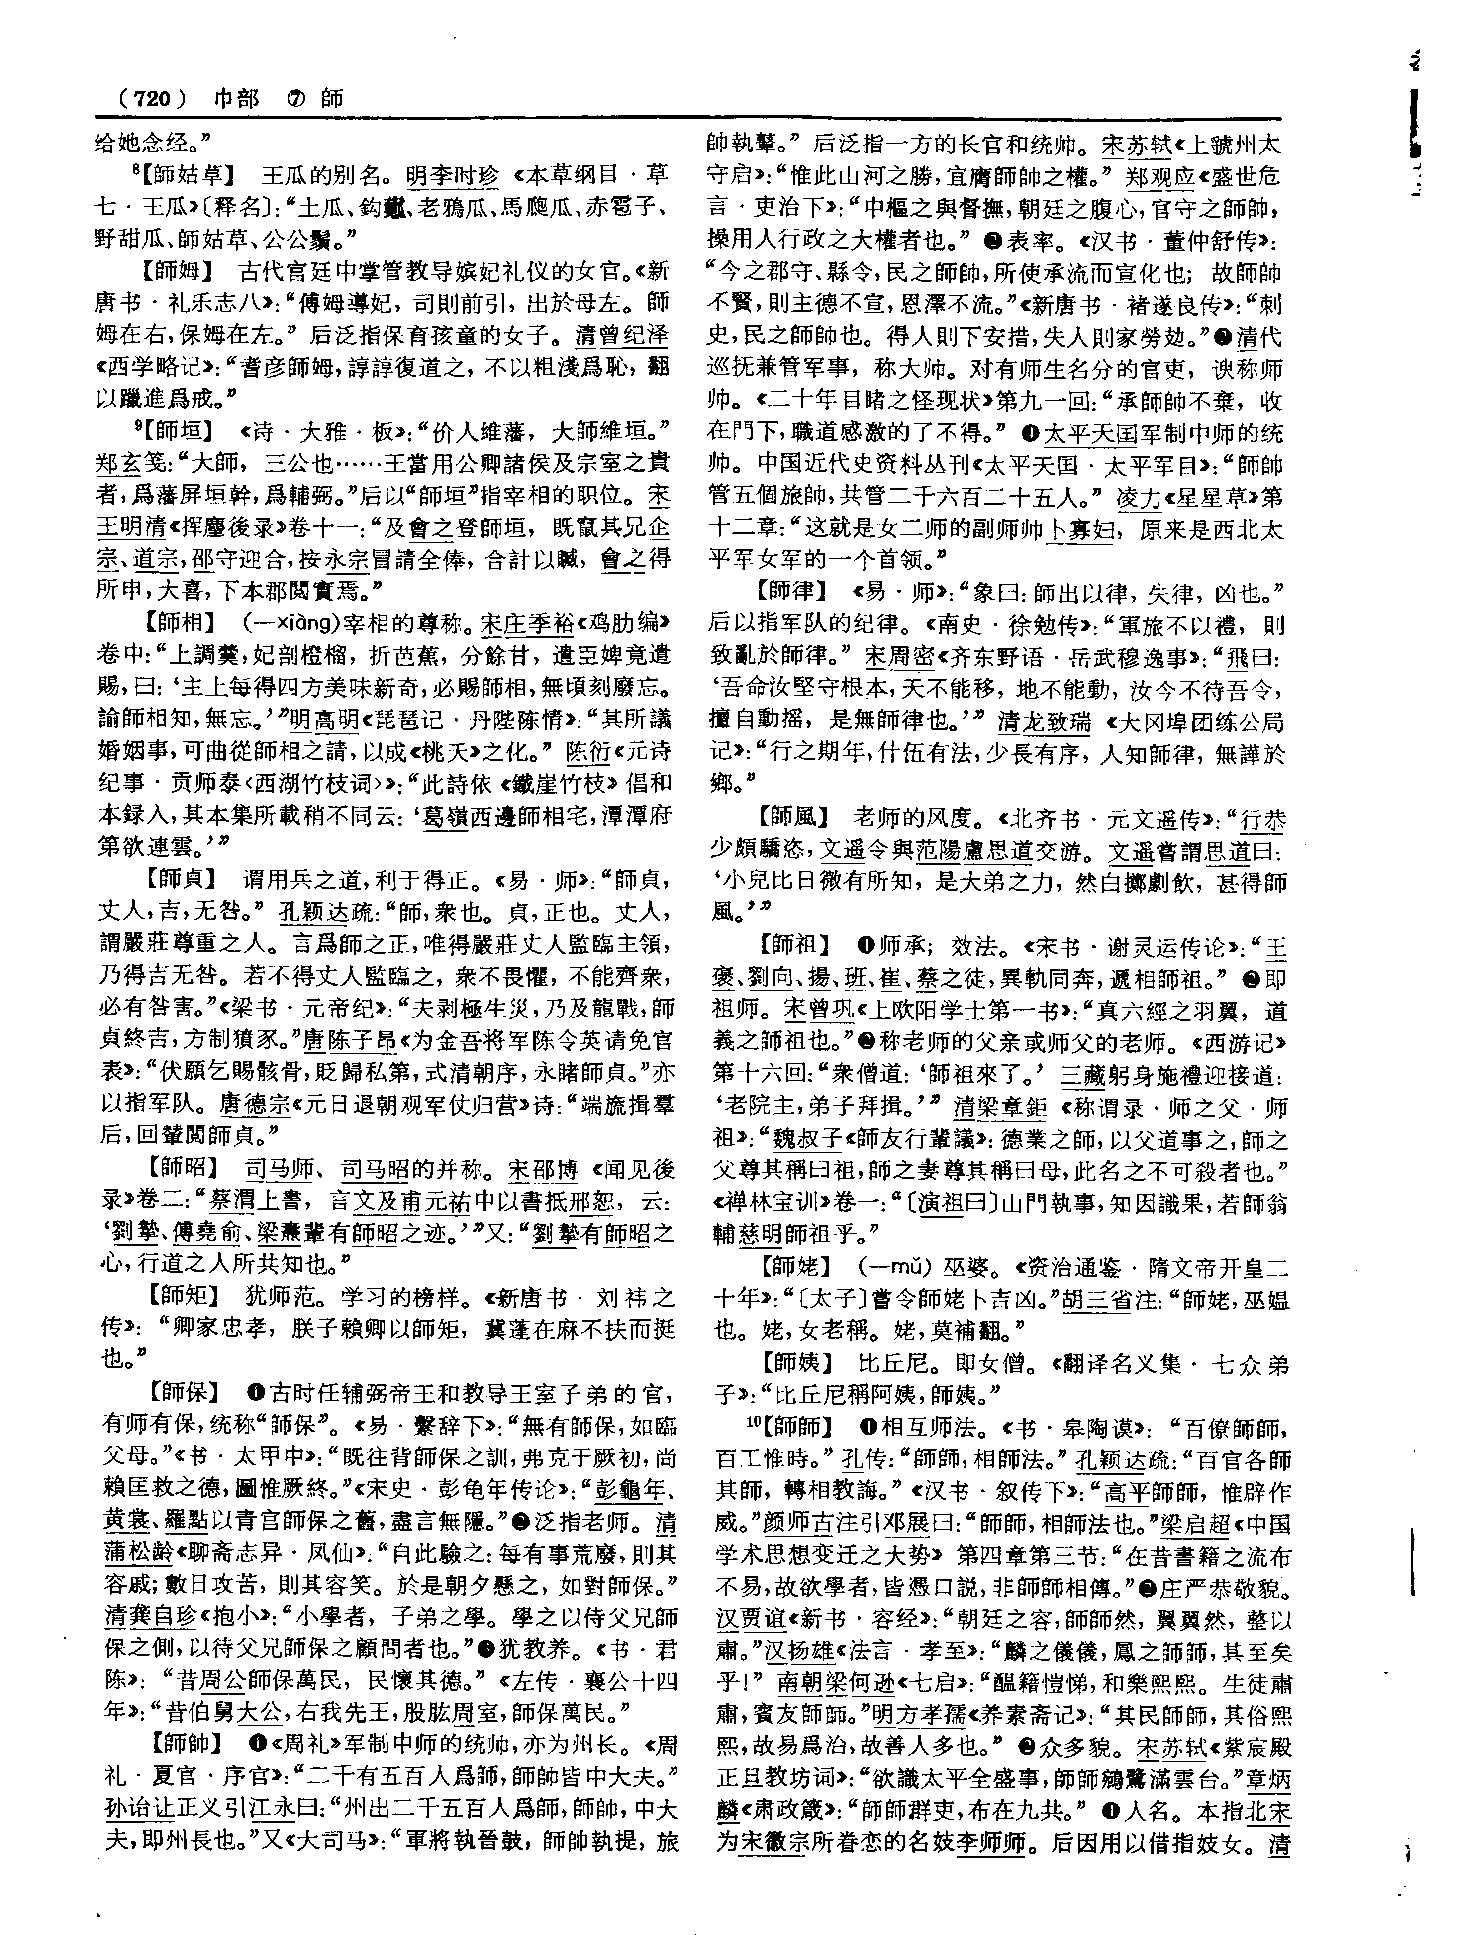 (720) 巾部 ⑦ 師
给她念经。”
⁸【師姑草】 王瓜的别名。明李时珍《本草纲目·草
七·王瓜》〔释名〕：“土瓜、鈎、老鴉瓜、馬瓟瓜、赤雹子、
野甜瓜、師姑草、公公鬚。”
【師姆】 古代宫廷中掌管教导嫔妃礼仪的女官。《新
唐书·礼乐志八》：“傅姆導妃，司則前引，出於母左。師
姆在右，保姆在左。”后泛指保育孩童的女子。清曾纪泽
《西学略记》：“耆彦師姆，諄諄復道之，不以粗淺爲恥，翻
以躐進爲戒。”
⁹【師垣】 《诗·大雅·板》：“价人维藩，大師維垣。”
郑玄笺：“大師，三公也……王當用公卿諸侯及宗室之貴
者，爲藩屏垣幹，爲輔弼。”后以“師垣”指宰相的职位。宋
王明清《挥麈後录》卷十一：“及會之登師垣，既竄其兄企
宗、道宗，邵守迎合，按永宗冒請全俸，合計以贓，會之得
所申，大喜，下本郡閲實焉。”
【師相】 (—xiàng)宰相的尊称。宋庄季裕《鸡肋编》
卷中：“上調羹，妃剖橙榴，折芭蕉，分餘甘，遣臣婢竟遺
賜，曰：‘主上每得四方美味新奇，必賜師相，無頃刻廢忘。
諭師相知，無忘。’”明高明《琵琶记·丹陛陈情》：“其所議
婚姻事，可曲從師相之請，以成《桃夭》之化。”陈衍《元诗
纪事·贡师泰〈西湖竹枝词〉》：“此詩依《鐵崖竹枝》倡和
本録入，其本集所載稍不同云：‘葛嶺西邊師相宅，潭潭府
第欲連雲。’”
【師貞】 谓用兵之道，利于得正。《易·师》：“師貞，
丈人，吉，无咎。”孔颖达疏：“師，衆也。貞，正也。丈人，
謂嚴莊尊重之人。言爲師之正，唯得嚴莊丈人監臨主領，
乃得吉无咎。若不得丈人監臨之，衆不畏懼，不能齊衆，
必有咎害。”《梁书·元帝纪》：“夫剥極生災，乃及龍戰，師
貞終吉，方制獖豕。”唐陈子昂《为金吾将军陈令英请免官
表》：“伏願乞賜骸骨，貶歸私第，式清朝序，永睹師貞。”亦
以指军队。唐德宗《元日退朝观军仗归营》诗：“端旒揖羣
后，回輦閲師貞。”
【師昭】 司马师、司马昭的并称。宋邵博《闻见後
录》卷二：“蔡渭上書，言文及甫元祐中以書抵邢恕，云：
‘劉摯、傅堯俞、梁燾輩有師昭之迹。’”又：“劉摯有師昭之
心，行道之人所共知也。”
【師矩】 犹师范。学习的榜样。《新唐书·刘祎之
传》：“卿家忠孝，朕子賴卿以師矩，冀蓬在麻不扶而挺
也。”
【師保】 ❶古时任辅弼帝王和教导王室子弟的官，
有师有保，统称“師保”。《易·繫辞下》：“無有師保，如臨
父母。”《书·太甲中》：“既往背師保之訓，弗克于厥初，尚
賴匡救之德，圖惟厥終。”《宋史·彭龟年传论》：“彭龜年、
黄裳、羅點以青宫師保之舊，盡言無隱。”❷泛指老师。清
蒲松龄《聊斋志异·凤仙》：“自此驗之：每有事荒廢，則其
容戚；數日攻苦，則其容笑。於是朝夕懸之，如對師保。”
清龚自珍《抱小》：“小學者，子弟之學。學之以侍父兄師
保之側，以待父兄師保之顧問者也。”❸犹教养。《书·君
陈》：“昔周公師保萬民，民懷其德。”《左传·襄公十四
年》：“昔伯舅大公，右我先王，股肱周室，師保萬民。”
【師帥】 ❶《周礼》军制中师的统帅，亦为州长。《周
礼·夏官·序官》：“二千有五百人爲師，師帥皆中大夫。”
孙诒让正义引江永曰：“州出二千五百人爲師，師帥，中大
夫，即州長也。”又《大司马》：“軍將執晉鼓，師帥執提，旅
帥執鼙。”后泛指一方的长官和统帅。宋苏轼《上虢州太
守启》：“惟此山河之勝，宜膺師帥之權。”郑观应《盛世危
言·吏治下》：“中樞之與督撫，朝廷之腹心，官守之師帥，
操用人行政之大權者也。”❷表率。《汉书·董仲舒传》：
“今之郡守、縣令，民之師帥，所使承流而宣化也；故師帥
不賢，則主德不宣，恩澤不流。”《新唐书·褚遂良传》：“刺
史，民之師帥也。得人則下安措，失人則家勞攰。”❸清代
巡抚兼管军事，称大帅。对有师生名分的官吏，谀称师
帅。《二十年目睹之怪现状》第九一回：“承師帥不棄，收
在門下，職道感激的了不得。”❹太平天国军制中师的统
帅。中国近代史资料丛刊《太平天国·太平军目》：“師帥
管五個旅帥，共管二千六百二十五人。”凌力《星星草》第
十二章：“这就是女二师的副师帅卜寡妇，原来是西北太
平军女军的一个首领。”
【師律】 《易·师》：“象曰：師出以律，失律，凶也。”
后以指军队的纪律。《南史·徐勉传》：“軍旅不以禮，則
致亂於師律。”宋周密《齐东野语·岳武穆逸事》：“飛曰：
‘吾命汝堅守根本，天不能移，地不能動，汝今不待吾令，
擅自動摇，是無師律也。’”清龙致瑞《大冈埠团练公局
记》：“行之期年，什伍有法，少長有序，人知師律，無譁於
鄉。”
【師風】 老师的风度。《北齐书·元文遥传》：“行恭
少頗驕恣，文遥令與范陽盧思道交游。文遥嘗謂思道曰：
‘小兒比日微有所知，是大弟之力，然白擲劇飲，甚得師
風。’”
【師祖】 ❶师承；效法。《宋书·谢灵运传论》：“王
褒、劉向、揚、班、崔、蔡之徒，異軌同奔，遞相師祖。”❷即
祖师。宋曾巩《上欧阳学士第一书》：“真六經之羽翼，道
義之師祖也。”❸称老师的父亲或师父的老师。《西游记》
第十六回：“衆僧道：‘師祖來了。’三藏躬身施禮迎接道：
‘老院主，弟子拜揖。’”清梁章鉅《称谓录·师之父·师
祖》：“魏叔子《師友行輩議》：德業之師，以父道事之，師之
父尊其稱曰祖，師之妻尊其稱曰母，此名之不可殺者也。”
《禅林宝训》卷一：“〔演祖曰〕山門執事，知因識果，若師翁
輔慈明師祖乎。”
【師姥】 (—mǔ) 巫婆。《资治通鉴·隋文帝开皇二
十年》：“〔太子〕嘗令師姥卜吉凶。”胡三省注：“師姥，巫媪
也。姥，女老稱。姥，莫補翻。”
【師姨】 比丘尼。即女僧。《翻译名义集·七众弟
子》：“比丘尼稱阿姨，師姨。”
¹⁰【師師】 ❶相互师法。《书·皋陶谟》：“百僚師師，
百工惟時。”孔传：“師師，相師法。”孔颖达疏：“百官各師
其師，轉相教誨。”《汉书·叙传下》：“高平師師，惟辟作
威。”颜师古注引邓展曰：“師師，相師法也。”梁启超《中国
学术思想变迁之大势》第四章第三节：“在昔書籍之流布
不易，故欲學者，皆憑口説，非師師相傳。”❷庄严恭敬貌。
汉贾谊《新书·容经》：“朝廷之容，師師然，翼翼然，整以
肅。”汉扬雄《法言·孝至》：“麟之儀儀，鳳之師師，其至矣
乎！”南朝梁何逊《七启》：“醖籍愷悌，和樂熙熙。生徒肅
肅，賓友師師。”明方孝孺《养素斋记》：“其民師師，其俗熙
熙，故易爲治，故善人多也。”❸众多貌。宋苏轼《紫宸殿
正旦教坊词》：“欲識太平全盛事，師師鵷鷺滿雲台。”章炳
麟《肃政箴》：“師師群吏，布在九共。”❹人名。本指北宋
为宋徽宗所眷恋的名妓李师师。后因用以借指妓女。清